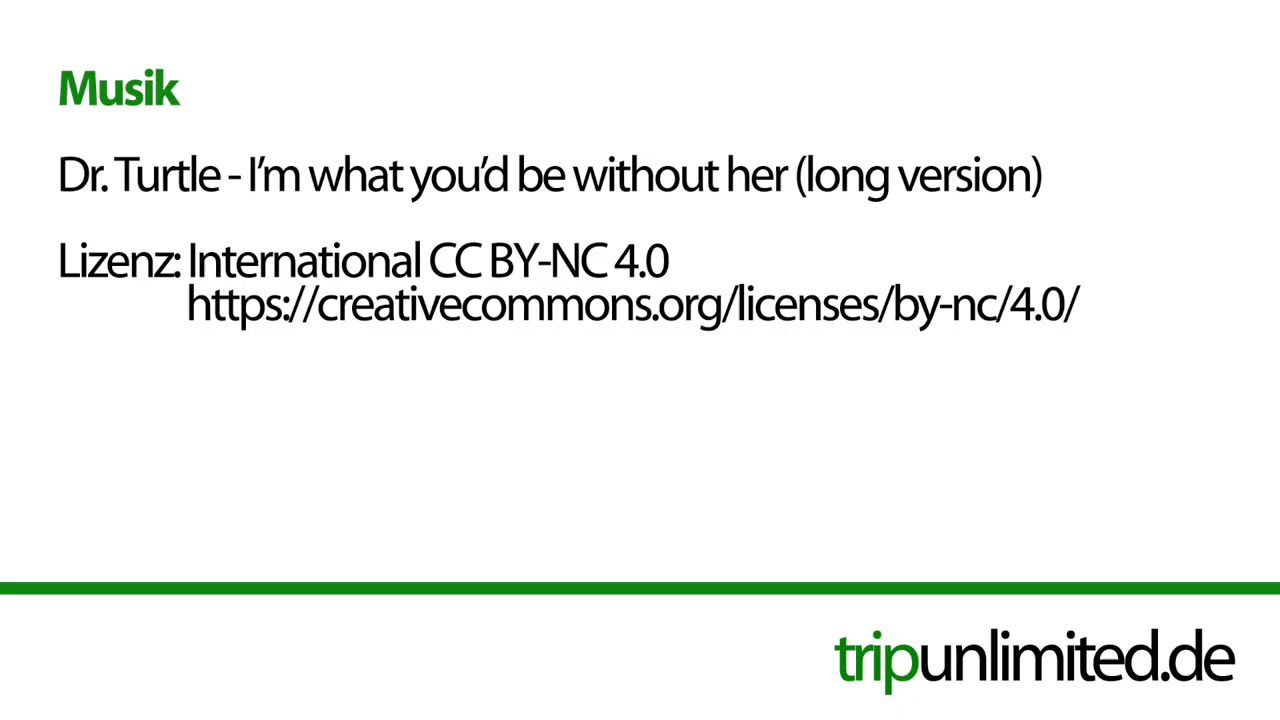 Musik
Dr. Turtle - I’m what you’d be without her (long version)
Lizenz: International CC BY-NC 4.0
https://creativecommons.org/licenses/by-nc/4.0/
tripunlimited.de